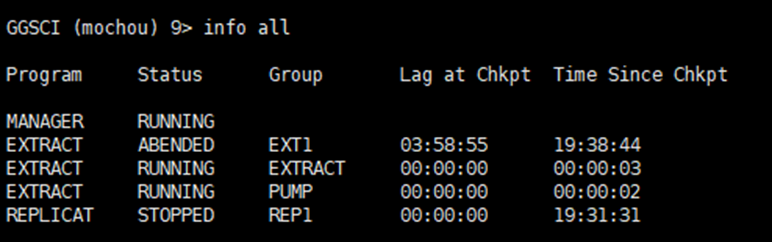 GGSCI (mochou) 9> info all
Program Status Group Lag at Chkpt Time Since Chkpt
MANAGER RUNNING
EXTRACT ABENDED EXT1 03:58:55 19:38:44
EXTRACT RUNNING EXTRACT 00:00:00 00:00:03
EXTRACT RUNNING PUMP 00:00:00 00:00:02
REPLICAT STOPPED REP1 00:00:00 19:31:31